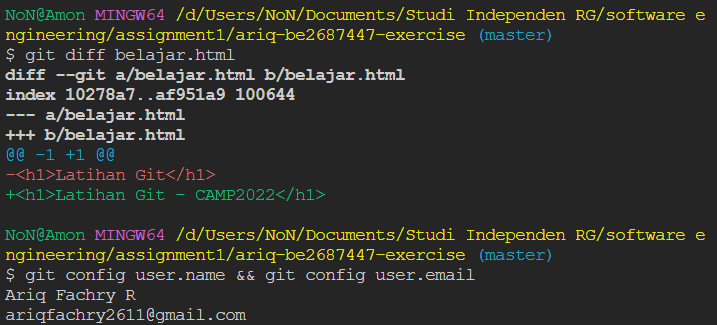 NoN@Amon MINGW64 /d/Users/NoN/Documents/Studi Independen RG/software e
ngineering/assignment1/ariq-be2687447-exercise (master)
$ git diff belajar.html
diff --git a/belajar.html b/belajar.html
index 10278a7..af951a9 100644
--- a/belajar.html
+++ b/belajar.html
@@ -1 +1 @@
-<h1>Latihan Git</h1>
+<h1>Latihan Git - CAMP2022</h1>
NoN@Amon MINGW64 /d/Users/NoN/Documents/Studi Independen RG/software e
ngineering/assignment1/ariq-be2687447-exercise (master)
$ git config user.name && git config user.email
Ariq Fachry R
ariqfachry2611@gmail.com